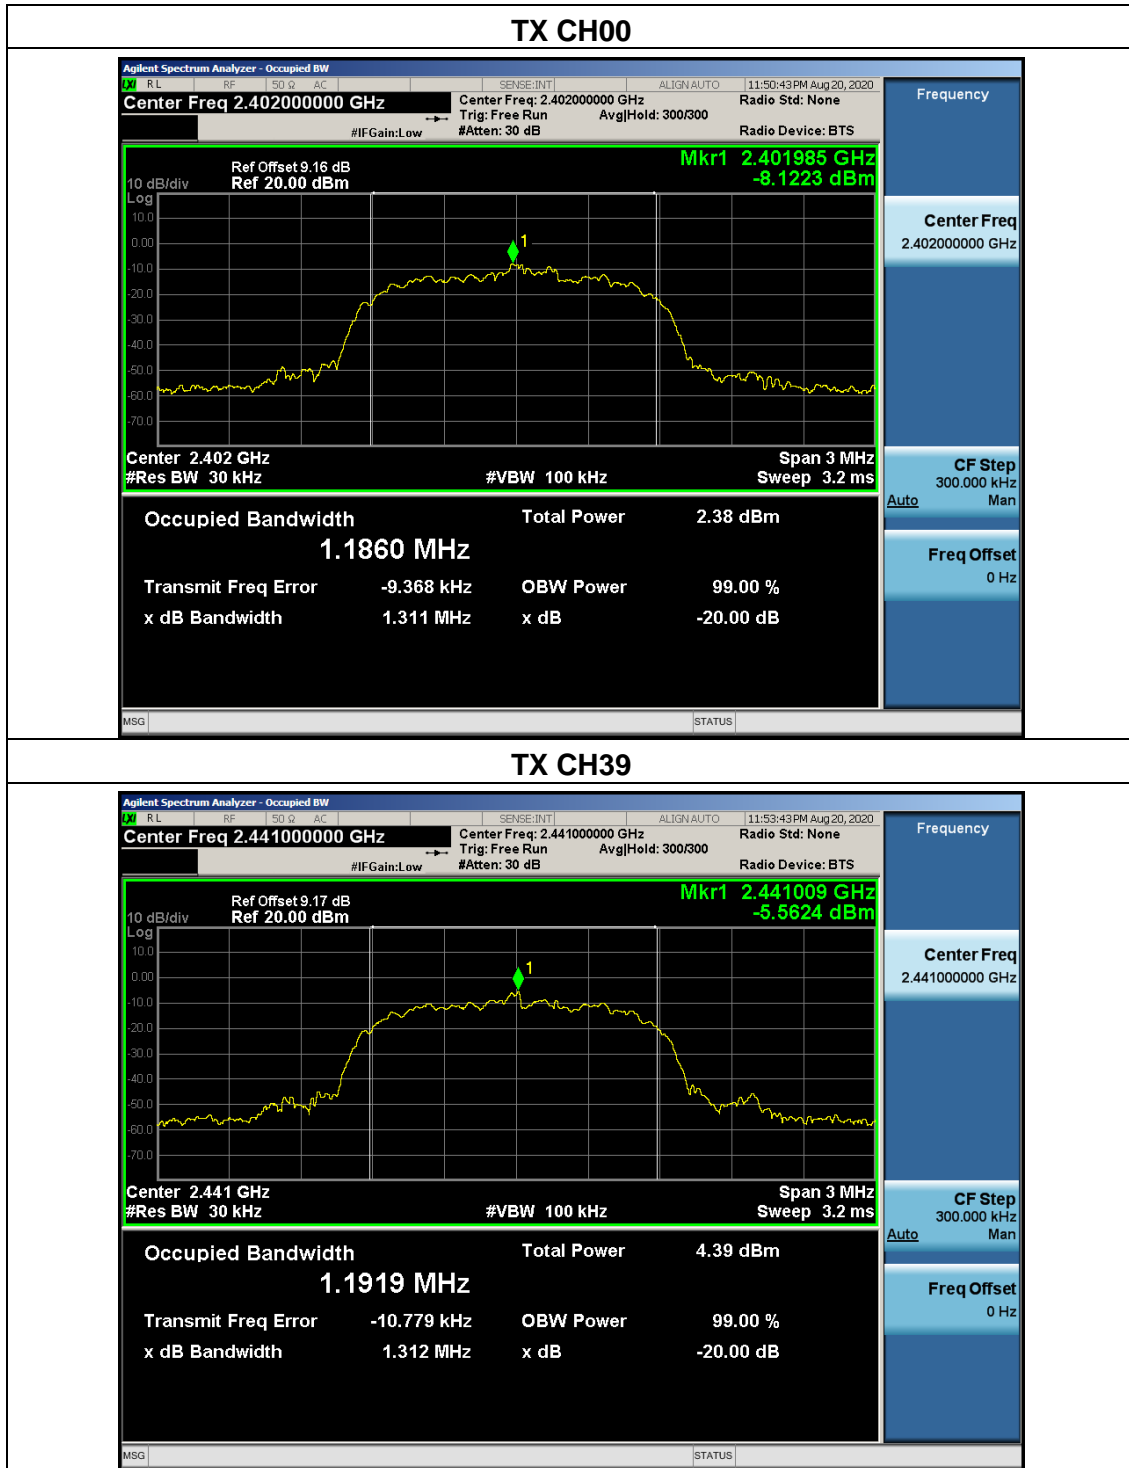 TX CH00
Agilent Spectrum Analyzer - Occupied BW
LXI RL RF 50 Ω AC SENSE:INT ALIGN AUTO 11:50:43 PM Aug 20, 2020
Center Freq 2.402000000 GHz
Center Freq: 2.402000000 GHz
Radio Std: None
Trig: Free Run Avg|Hold: 300/300
#IFGain:Low #Atten: 30 dB Radio Device: BTS
Frequency
Mkr1 2.401985 GHz
-8.1223 dBm
Ref Offset 9.16 dB
10 dB/div Ref 20.00 dBm
Log
10.0
0.00
-10.0
-20.0
-30.0
-40.0
-50.0
-60.0
-70.0
1
Center 2.402 GHz Span 3 MHz
#Res BW 30 kHz #VBW 100 kHz Sweep 3.2 ms
Center Freq
2.402000000 GHz
CF Step
300.000 kHz
Auto Man
Freq Offset
0 Hz
Occupied Bandwidth Total Power 2.38 dBm
1.1860 MHz
Transmit Freq Error -9.368 kHz OBW Power 99.00 %
x dB Bandwidth 1.311 MHz x dB -20.00 dB
MSG STATUS
TX CH39
Agilent Spectrum Analyzer - Occupied BW
LXI RL RF 50 Ω AC SENSE:INT ALIGN AUTO 11:53:43 PM Aug 20, 2020
Center Freq 2.441000000 GHz
Center Freq: 2.441000000 GHz
Radio Std: None
Trig: Free Run Avg|Hold: 300/300
#IFGain:Low #Atten: 30 dB Radio Device: BTS
Frequency
Mkr1 2.441009 GHz
-5.5624 dBm
Ref Offset 9.17 dB
10 dB/div Ref 20.00 dBm
Log
10.0
0.00
-10.0
-20.0
-30.0
-40.0
-50.0
-60.0
-70.0
1
Center 2.441 GHz Span 3 MHz
#Res BW 30 kHz #VBW 100 kHz Sweep 3.2 ms
Center Freq
2.441000000 GHz
CF Step
300.000 kHz
Auto Man
Freq Offset
0 Hz
Occupied Bandwidth Total Power 4.39 dBm
1.1919 MHz
Transmit Freq Error -10.779 kHz OBW Power 99.00 %
x dB Bandwidth 1.312 MHz x dB -20.00 dB
MSG STATUS